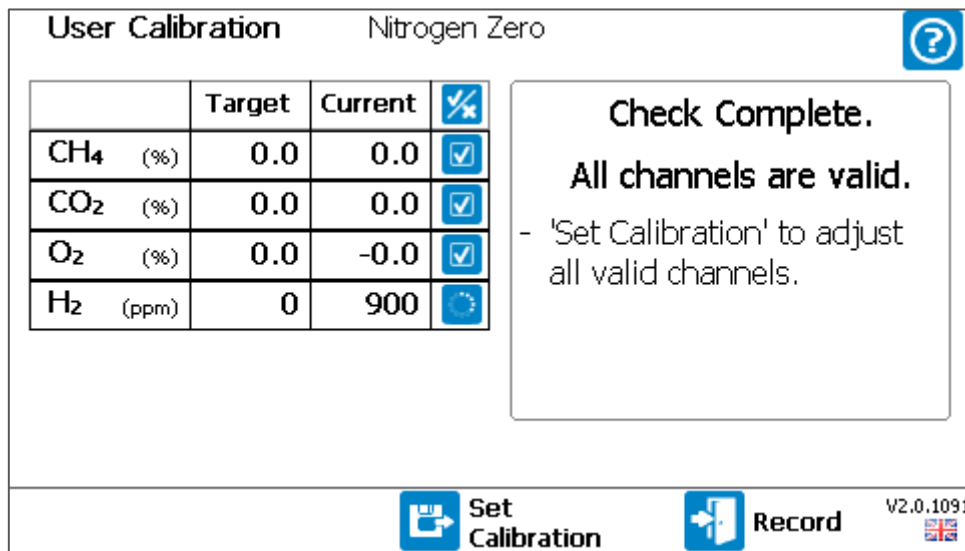 User Calibration Nitrogen Zero
?
Target Current
CH₄ (%) 0.0 0.0
CO₂ (%) 0.0 0.0
O₂ (%) 0.0 -0.0
H₂ (ppm) 0 900
Check Complete.
All channels are valid.
- 'Set Calibration' to adjust
all valid channels.
Set
Calibration
Record
V2.0.1091